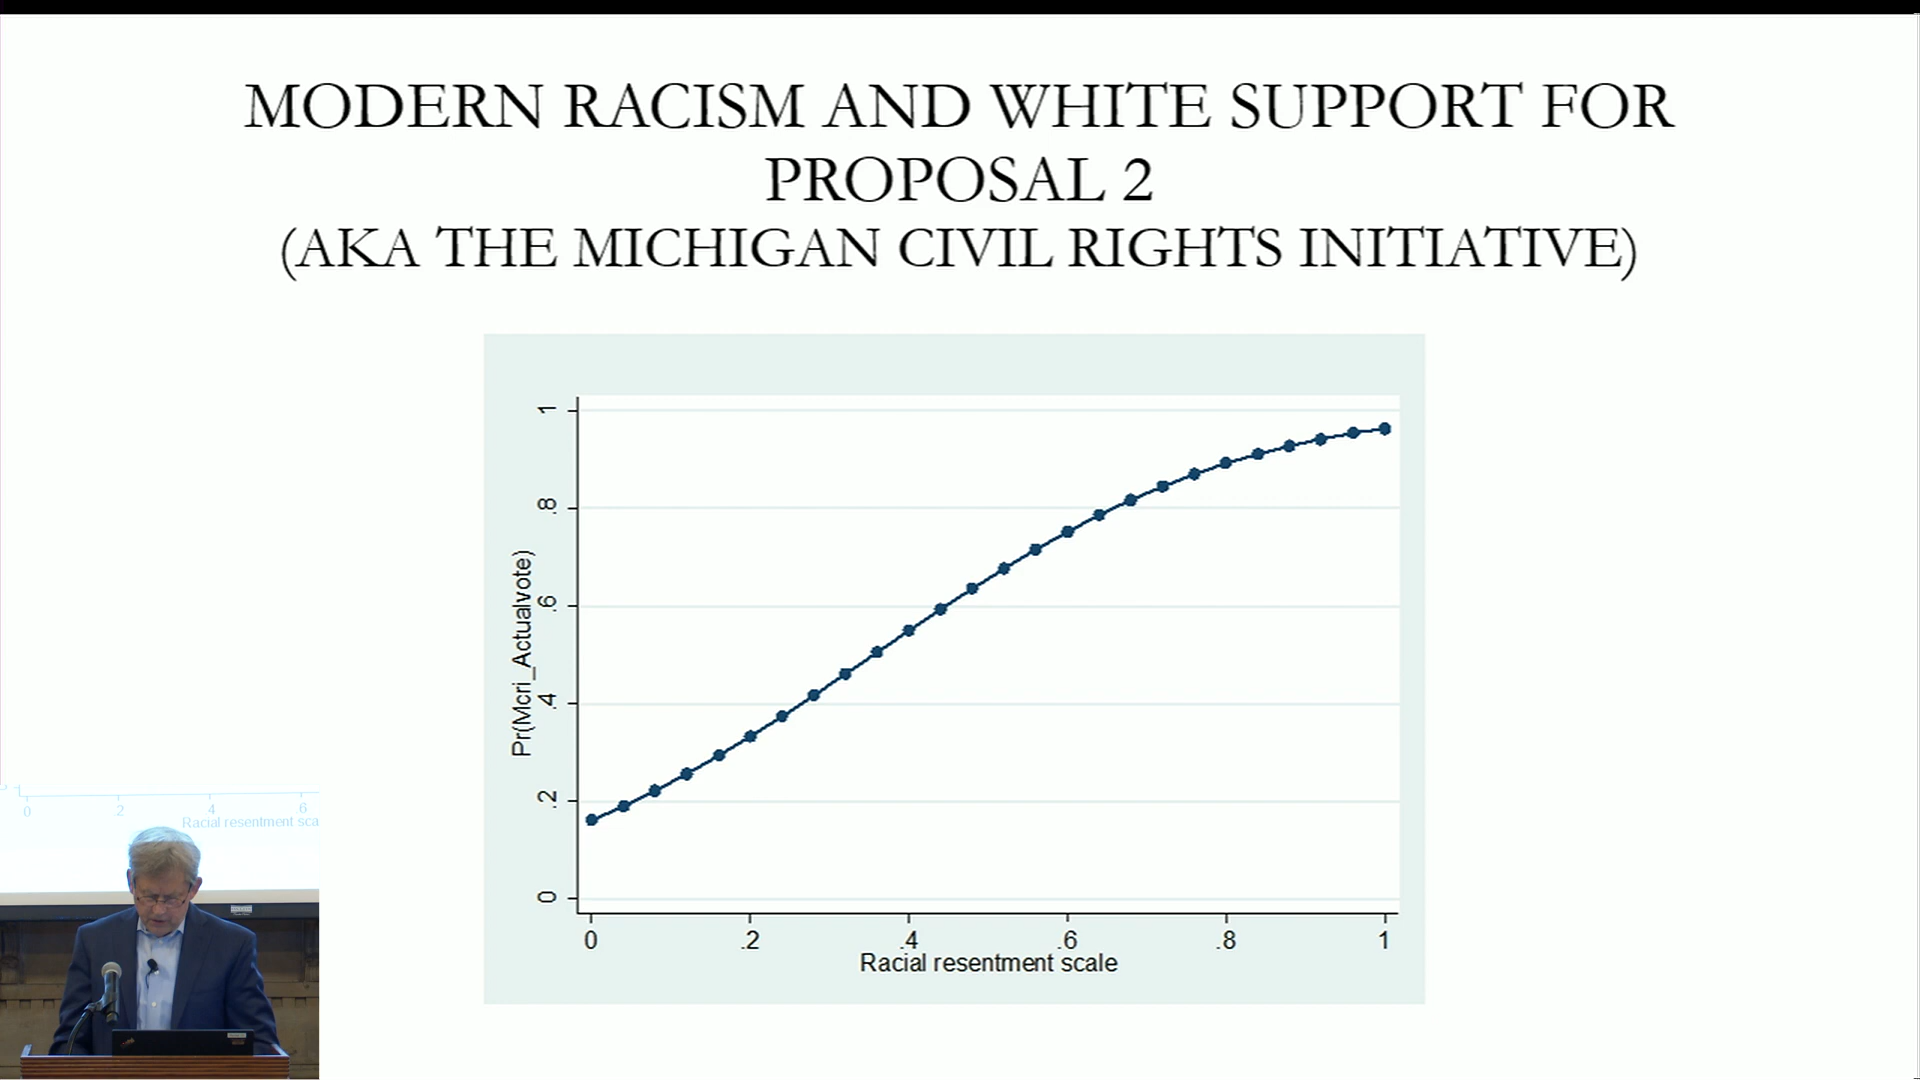 MODERN RACISM AND WHITE SUPPORT FOR
PROPOSAL 2
(AKA THE MICHIGAN CIVIL RIGHTS INITIATIVE)
Pr(Mcri_Actualvote)
1
.8
.6
.4
.2
0
0 .2 .4 .6 .8 1
Racial resentment scale
0 .2 .4 .6
Racial resentment sca